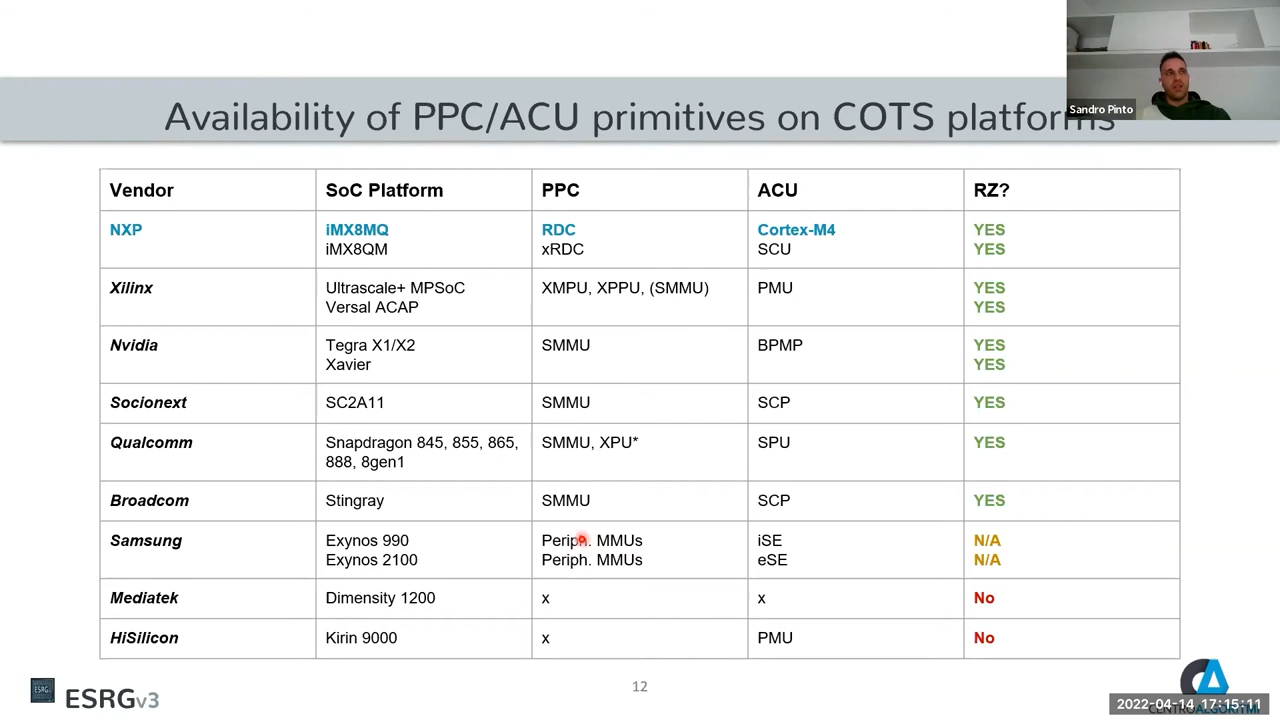 Sandro Pinto
Availability of PPC/ACU primitives on COTS platforms
Vendor SoC Platform PPC ACU RZ?
NXP iMX8MQ RDC Cortex-M4 YES
iMX8QM xRDC SCU YES
Xilinx Ultrascale+ MPSoC XMPU, XPPU, (SMMU) PMU YES
Versal ACAP YES
Nvidia Tegra X1/X2 SMMU BPMP YES
Xavier YES
Socionext SC2A11 SMMU SCP YES
Qualcomm Snapdragon 845, 855, 865, SMMU, XPU* SPU YES
888, 8gen1
Broadcom Stingray SMMU SCP YES
Samsung Exynos 990 Periph. MMUs iSE N/A
Exynos 2100 Periph. MMUs eSE N/A
Mediatek Dimensity 1200 x x No
HiSilicon Kirin 9000 x PMU No
ESRG
ESRGv3
12
2022-04-14 17:15:11
CENTROALGORITMI